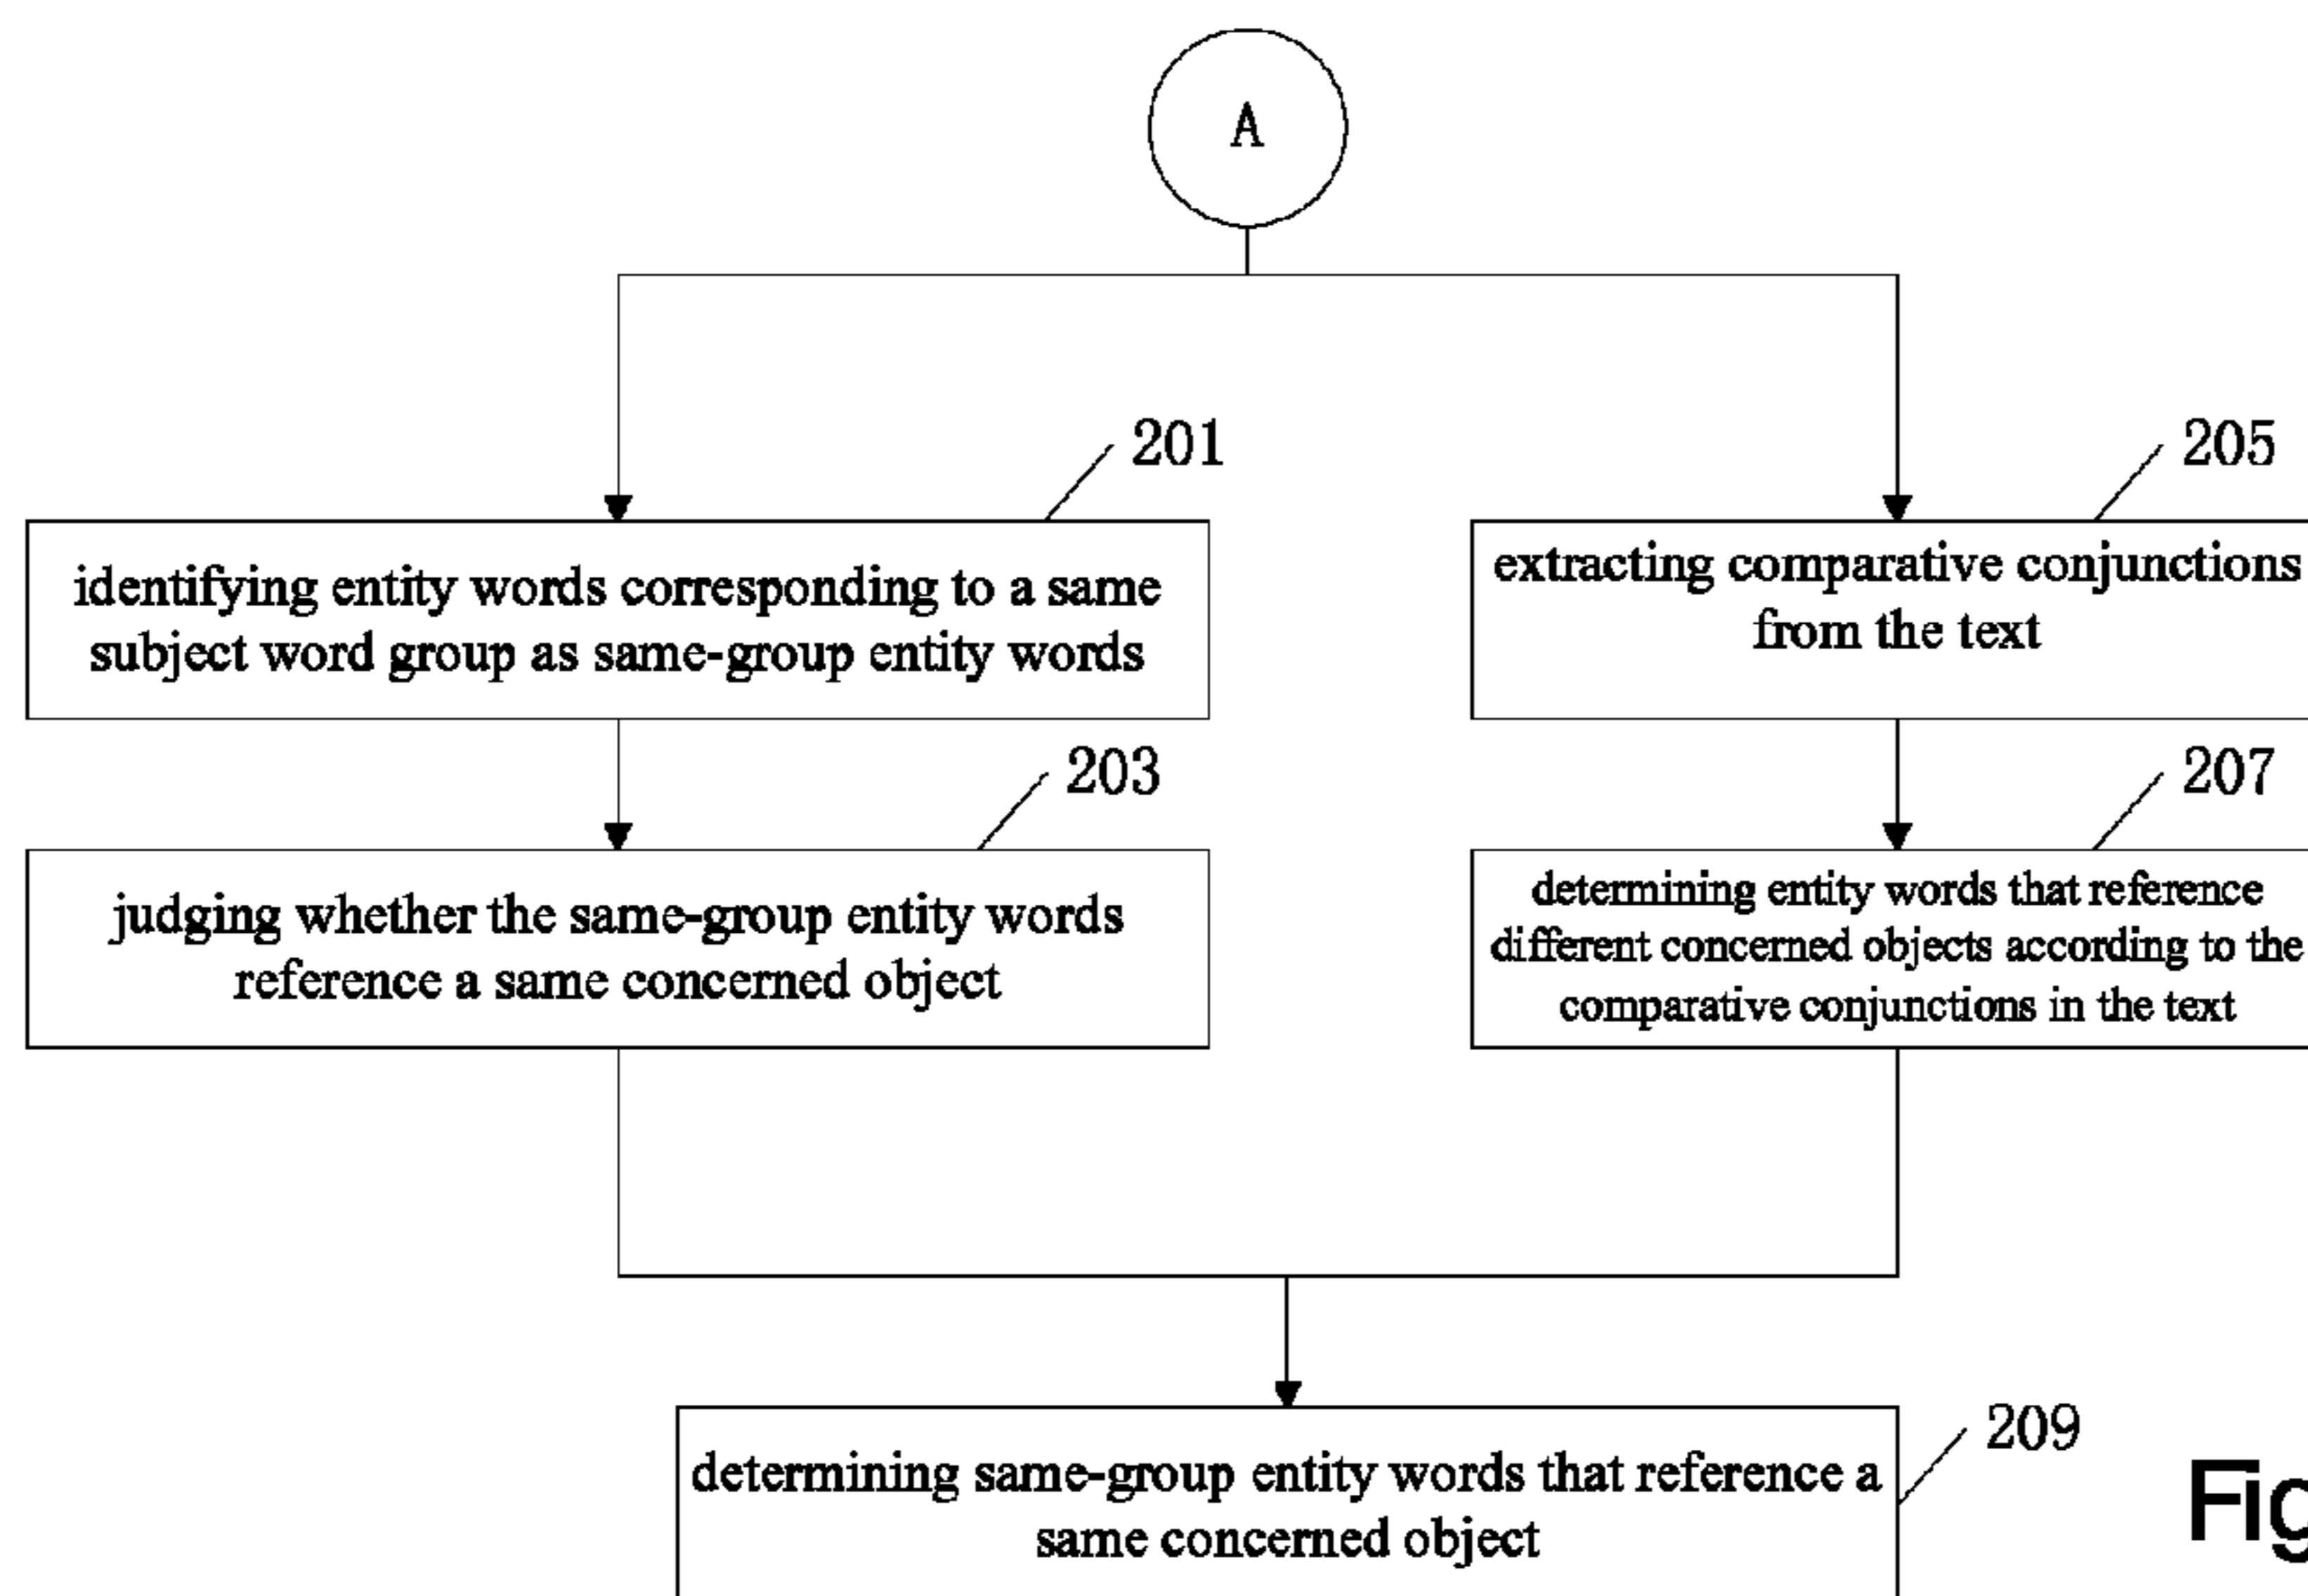 A
201
identifying entity words corresponding to a same
subject word group as same-group entity words
205
extracting comparative conjunctions
from the text
203
judging whether the same-group entity words
reference a same concerned object
207
determining entity words that reference
different concerned objects according to the
comparative conjunctions in the text
209
determining same-group entity words that reference a
same concerned object
Fig